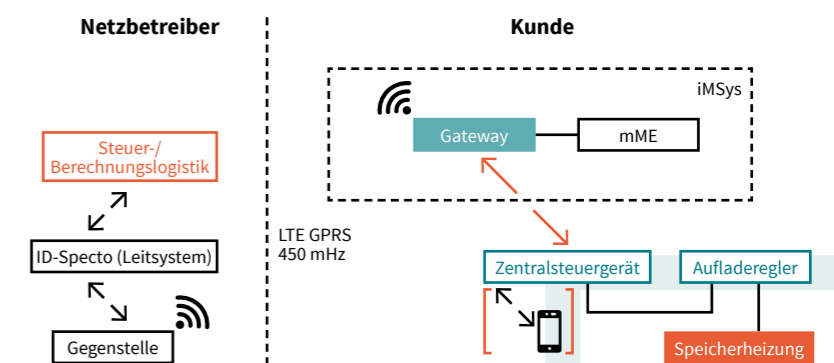 Netzbetreiber
Kunde
iMSys
Gateway
mME
Steuer-/
Berechnungslogistik
LTE GPRS
450 mHz
ID-Specto (Leitsystem)
Zentralsteuergerät
Aufladeregler
Gegenstelle
Speicherheizung